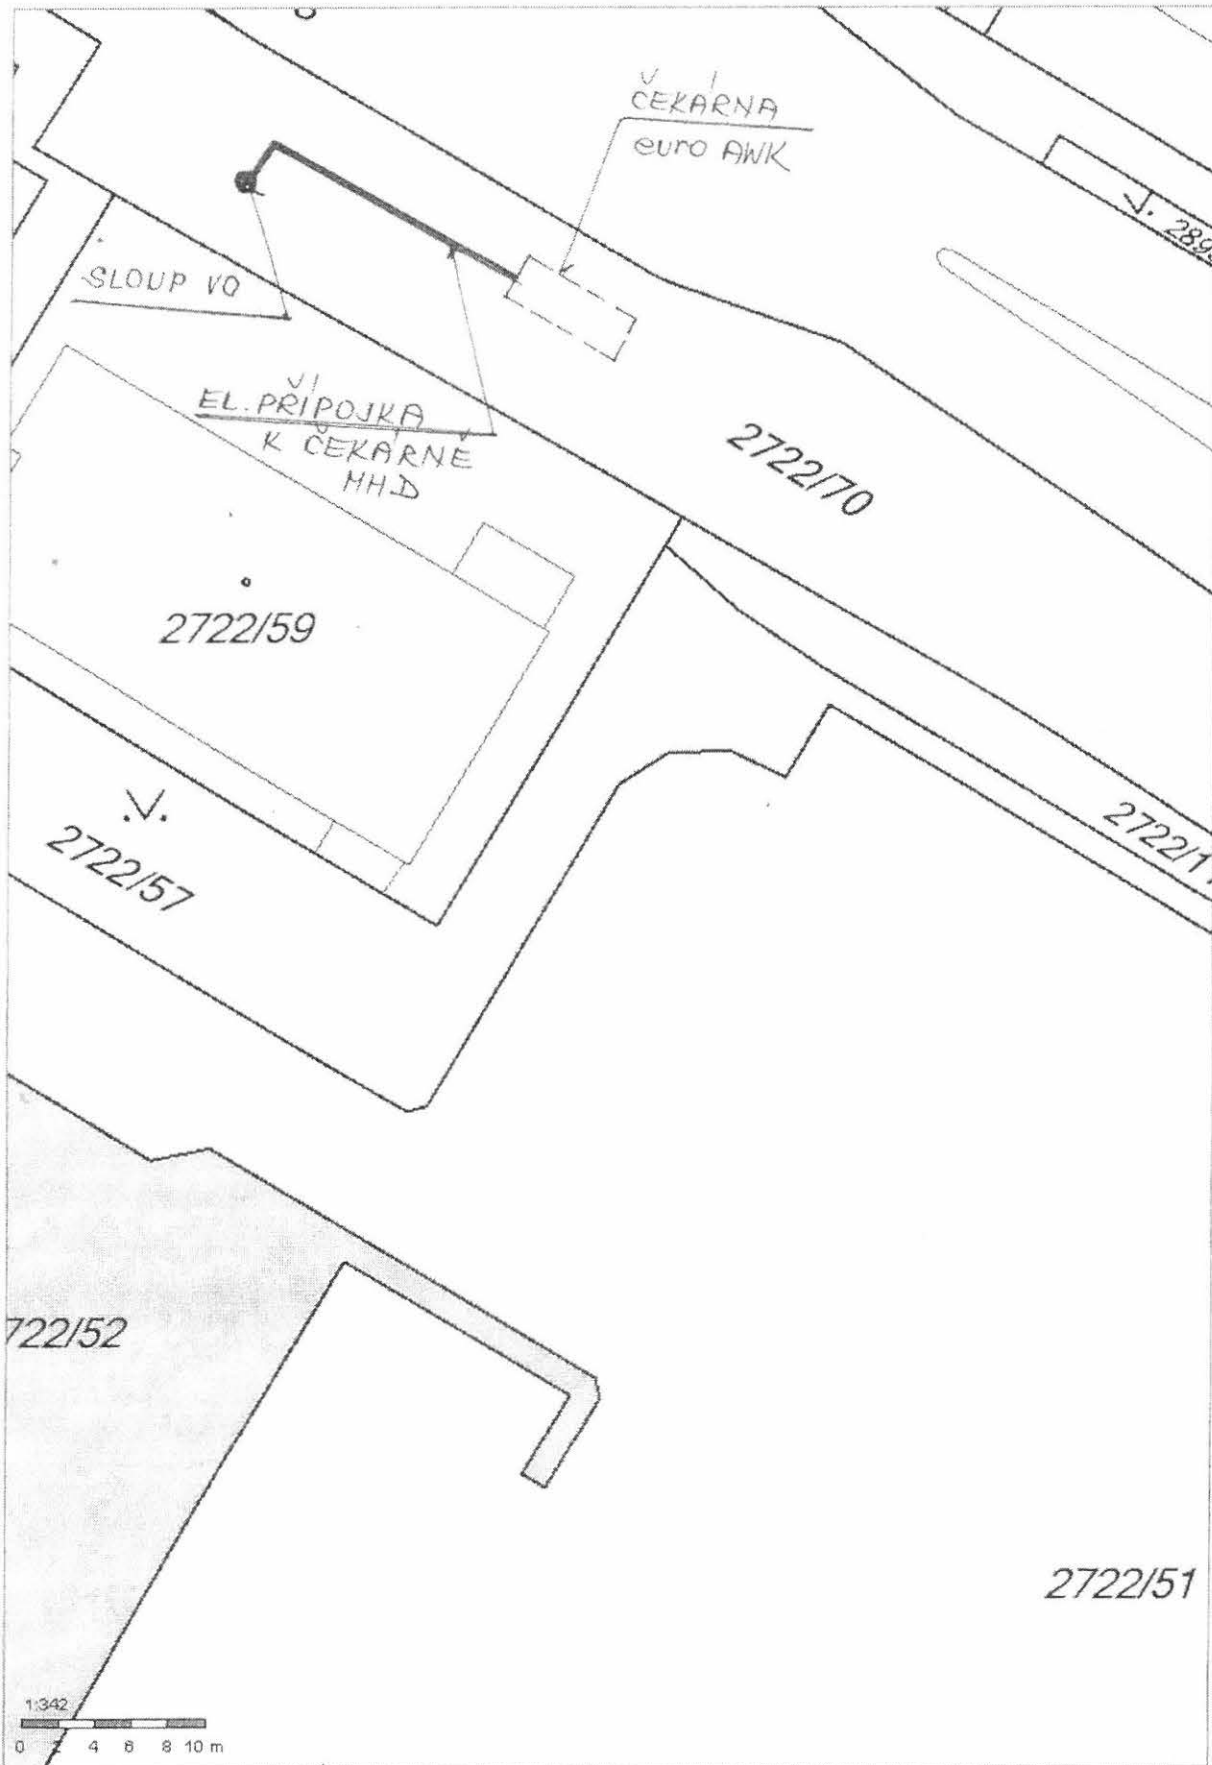 ČEKÁRNA
euro AWK
SLOUP VO
EL. PŘÍPOJKA
K ČEKÁRNĚ
MHD
2722/70
2722/59
2722/57
722/52
2722/51
1:342
0 2 4 6 8 10 m